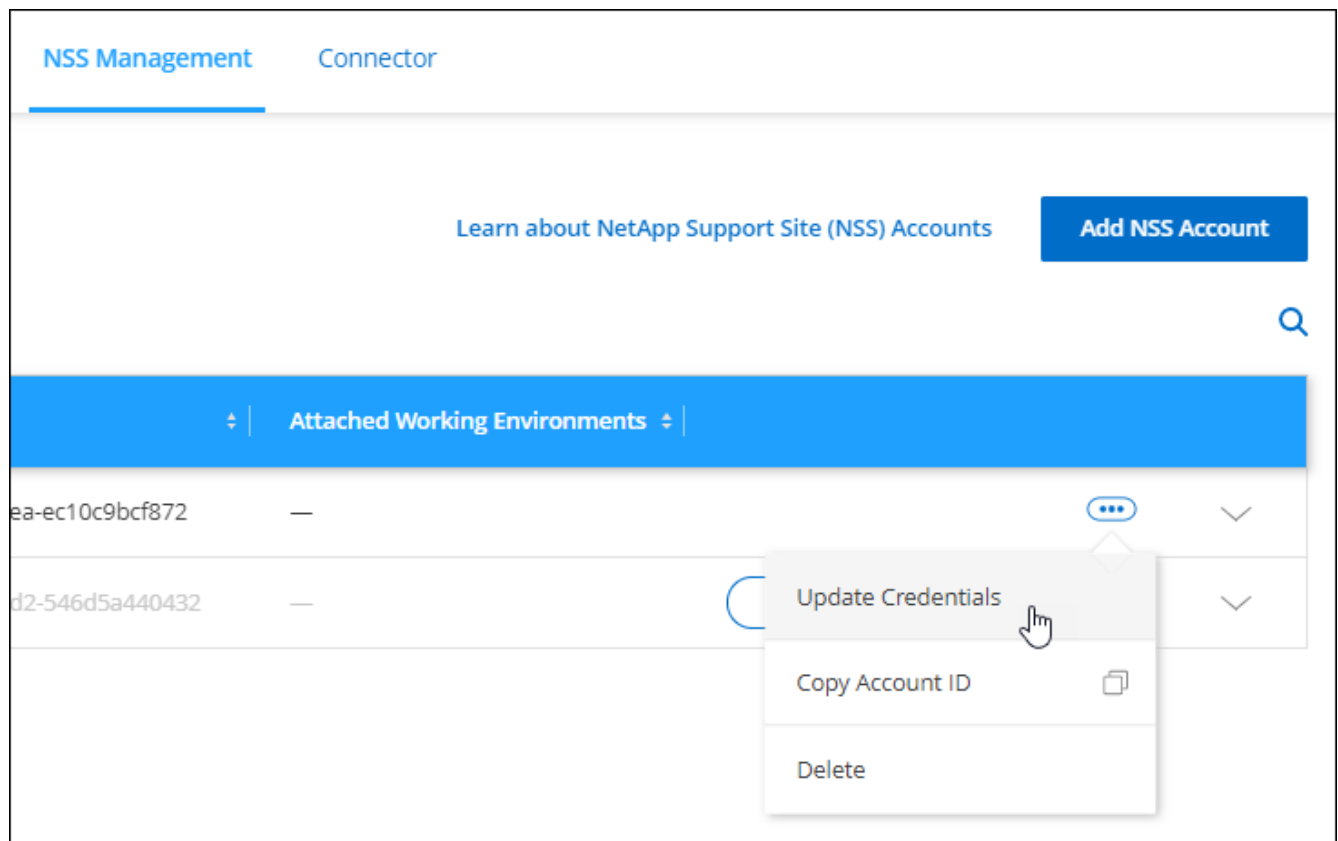 NSS Management Connector
Learn about NetApp Support Site (NSS) Accounts Add NSS Account
Attached Working Environments
ea-ec10c9bcf872 —
d2-546d5a440432 —
Update Credentials
Copy Account ID
Delete